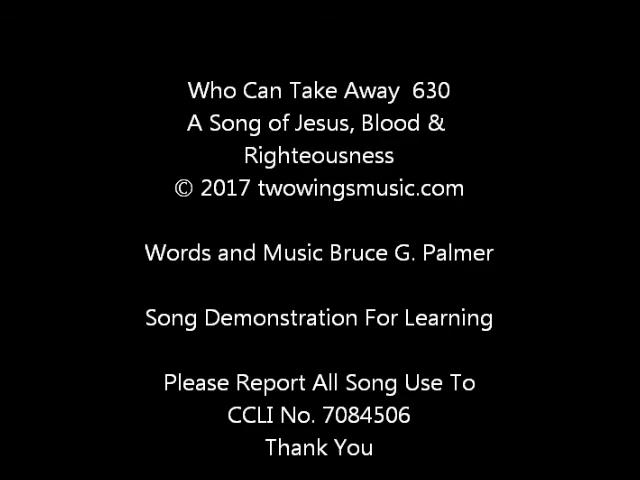 Who Can Take Away  630
A Song of Jesus, Blood &
Righteousness
© 2017 twowingsmusic.com
Words and Music Bruce G. Palmer
Song Demonstration For Learning
Please Report All Song Use To
CCLI No. 7084506
Thank You